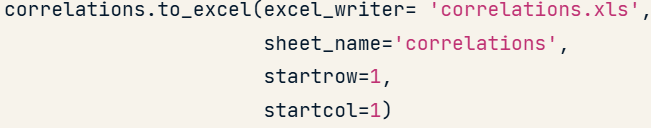 correlations.to_excel(excel_writer= 'correlations.xls',
                      sheet_name='correlations',
                      startrow=1,
                      startcol=1)